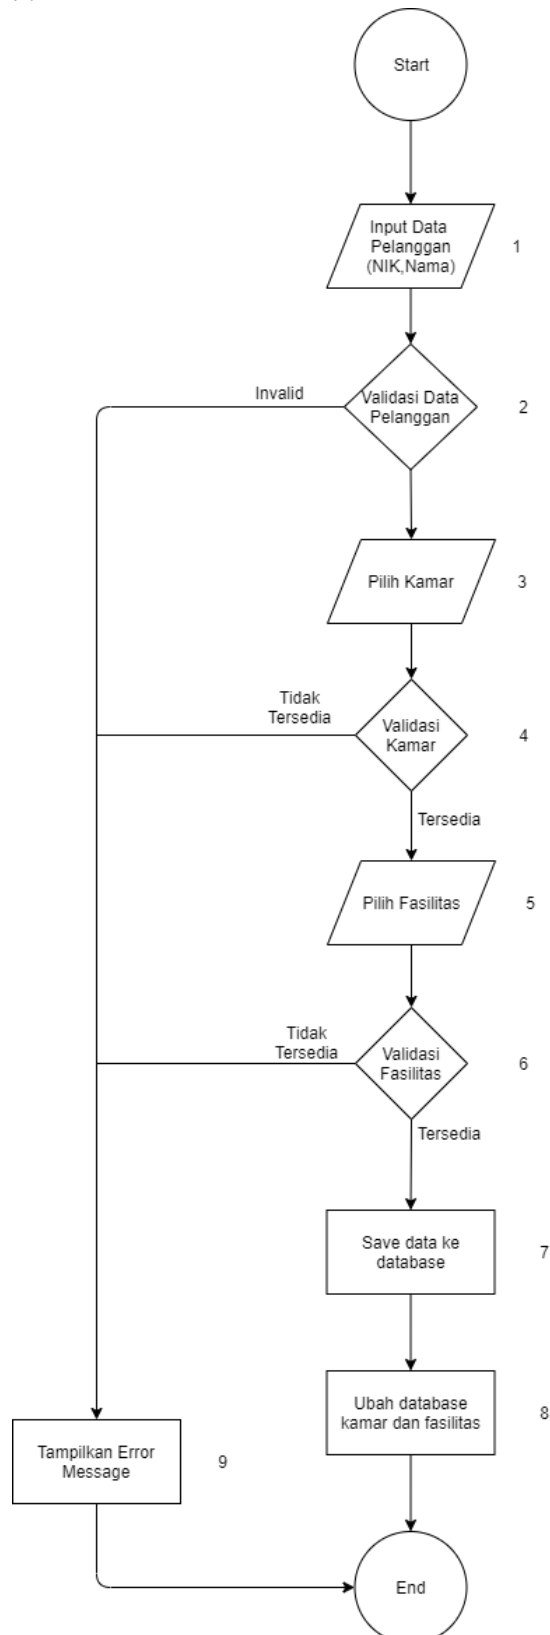 Start
Input Data
Pelanggan
(NIK,Nama)
1
Invalid
Validasi Data
Pelanggan
2
Pilih Kamar
3
Tidak
Tersedia
Validasi
Kamar
4
Tersedia
Pilih Fasilitas
5
Tidak
Tersedia
Validasi
Fasilitas
6
Tersedia
Save data ke
database
7
Ubah database
kamar dan fasilitas
8
Tampilkan Error
Message
9
End